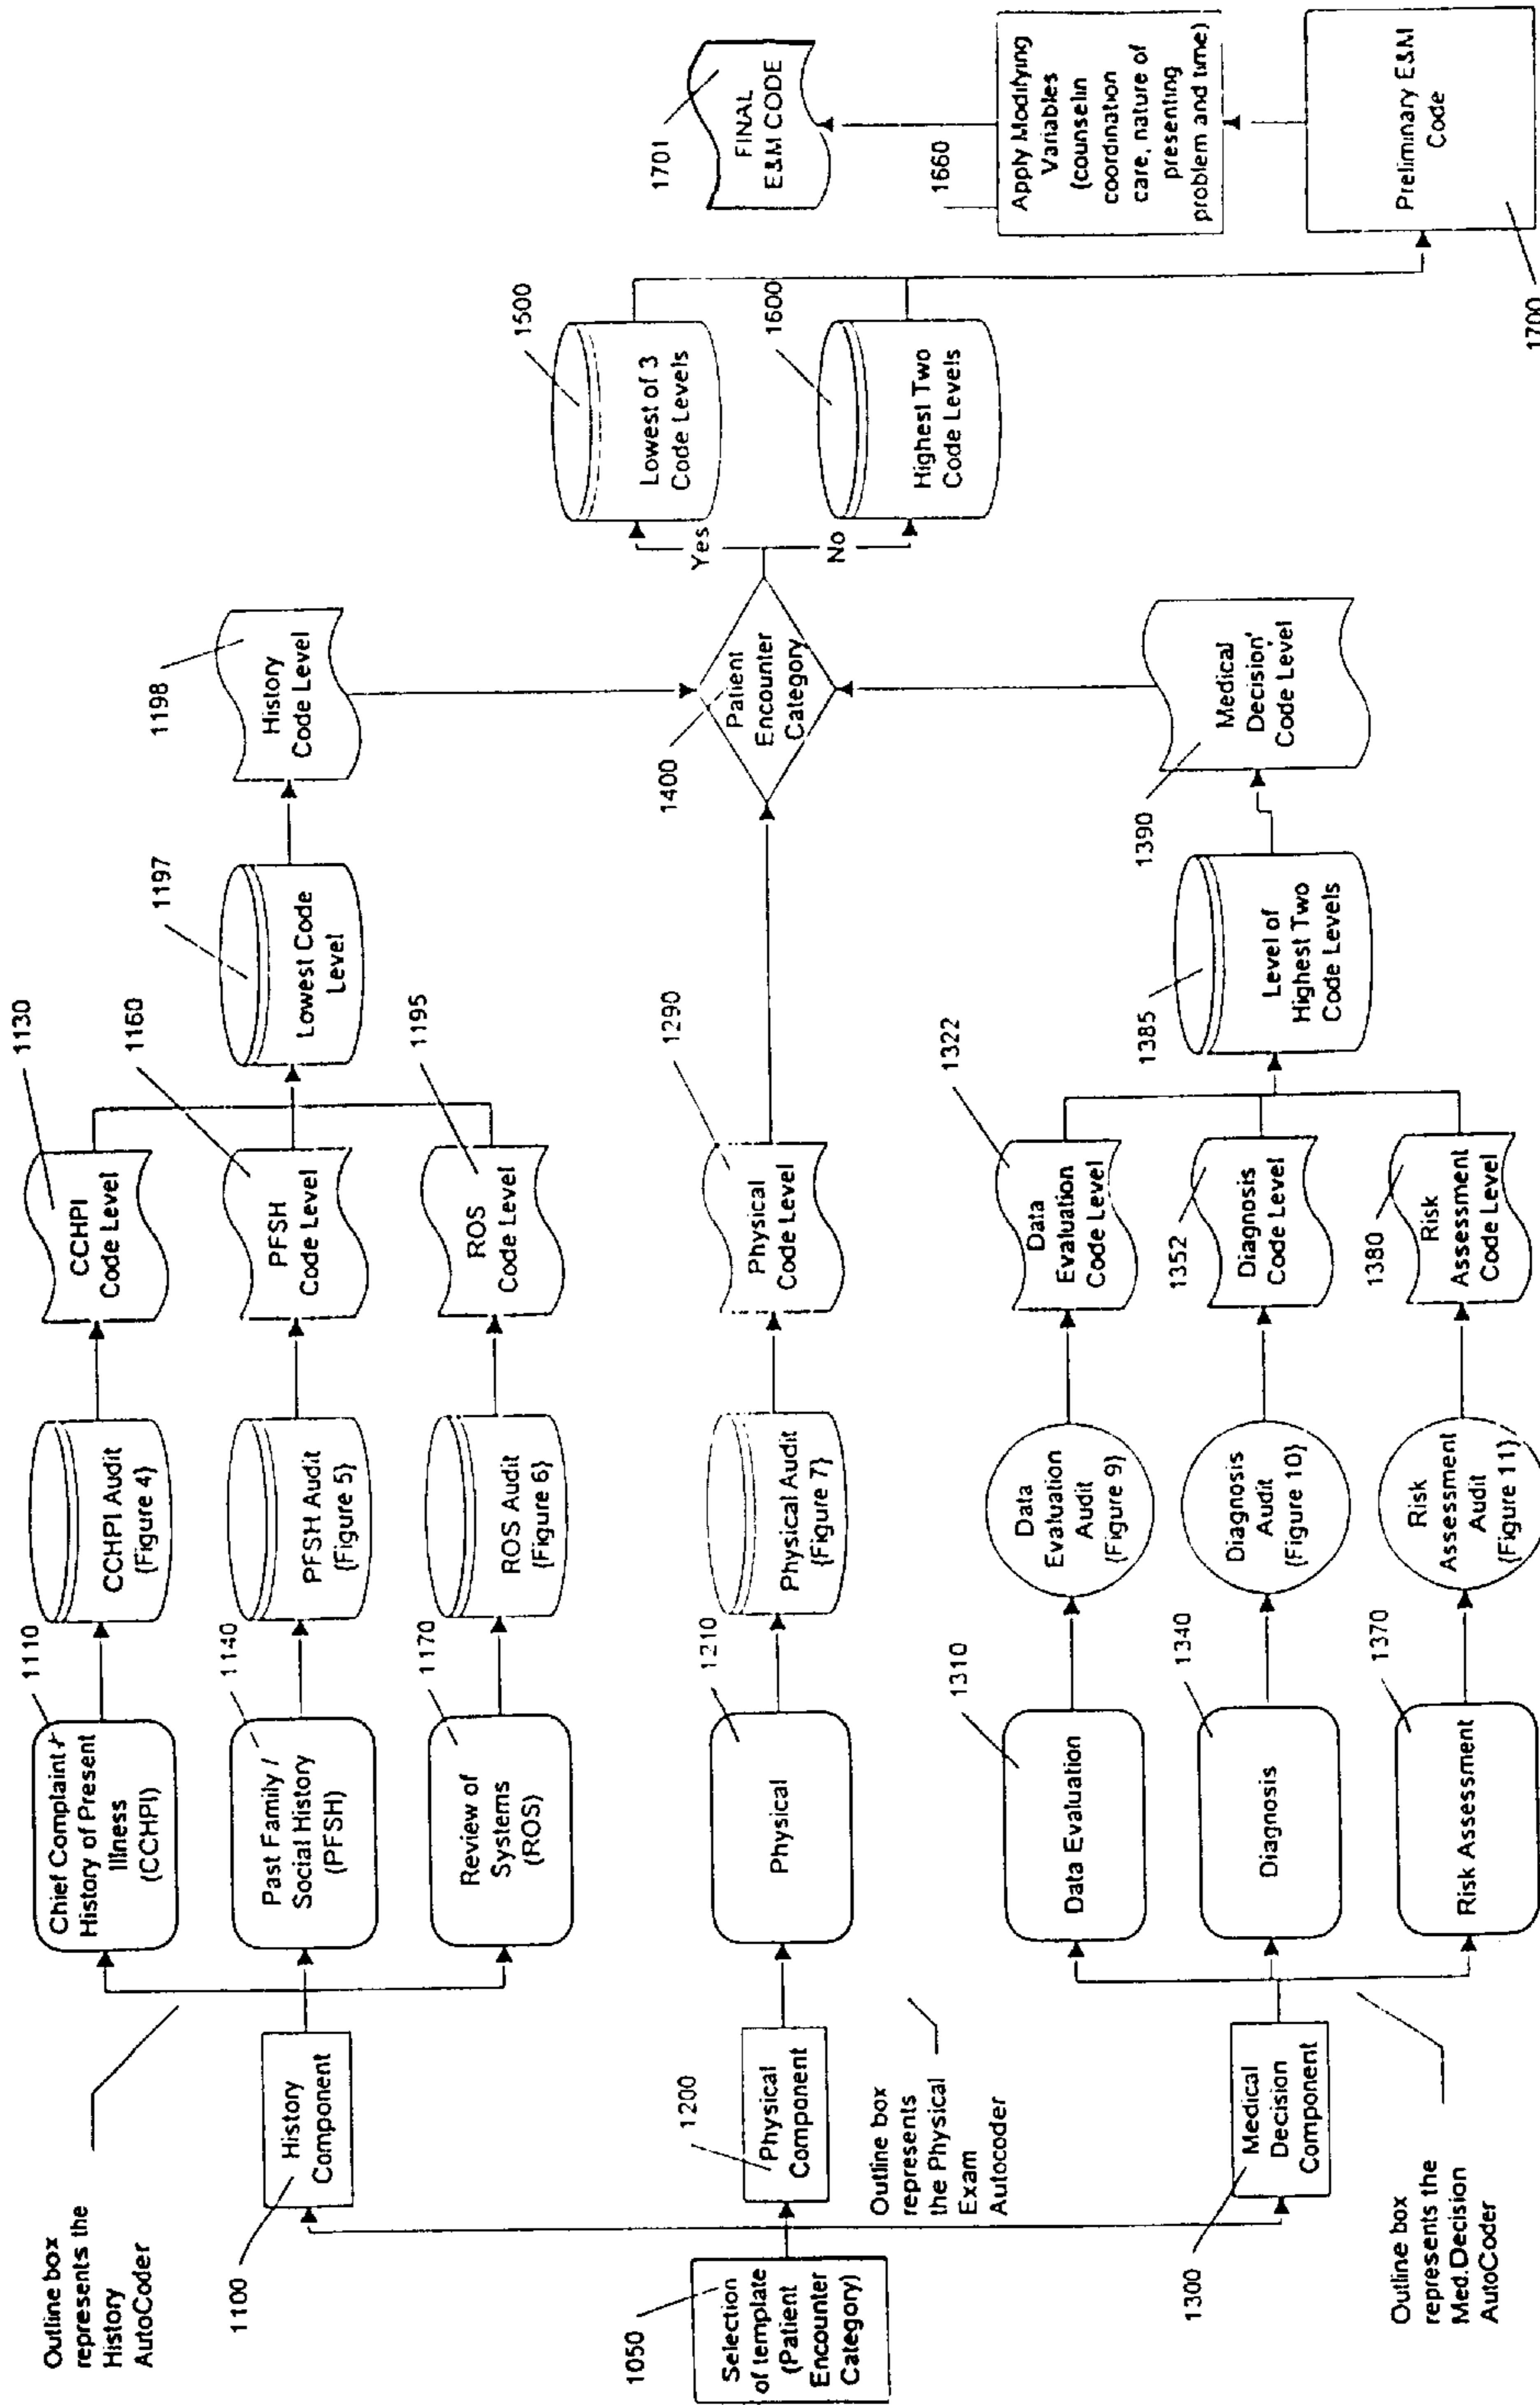 Outline box
represents the
History
AutoCoder
1100
History
Component
1110
Chief Complaint +
History of Present
Illness
(CCHPI)
CCHPI Audit
{Figure 4}
1130
CCHPI
Code Level
1140
Past Family /
Social History
(PFSH)
PFSH Audit
{Figure 5}
1160
PFSH
Code Level
1170
Review of
Systems
(ROS)
ROS Audit
{Figure 6}
1195
ROS
Code Level
1197
Lowest Code
Level
1198
History
Code Level
1050
Selection
of template
(Patient
Encounter
Category)
1200
Physical
Component
Outline box
represents
the Physical
Exam
Autocoder
1210
Physical
Physical Audit
{Figure 7}
1290
Physical
Code Level
1300
Medical
Decision
Component
Outline box
represents the
Med.Decision
AutoCoder
1310
Data Evaluation
Data
Evaluation
Audit
{Figure 9}
1322
Data
Evaluation
Code Level
1340
Diagnosis
Diagnosis
Audit
{Figure 10}
1352
Diagnosis
Code Level
1370
Risk Assessment
Risk
Assessment
Audit
{Figure 11}
1380
Risk
Assessment
Code Level
1385
Level of
Highest Two
Code Levels
1390
Medical
Decision'
Code Level
1400
Patient
Encounter
Category
Yes
No
1500
Lowest of 3
Code Levels
1600
Highest Two
Code Levels
1701
FINAL
E&M CODE
1660
Apply Modifying
Variables
(counselin
coordination
care, nature of
presenting
problem and time)
Preliminary E&M
Code
1700